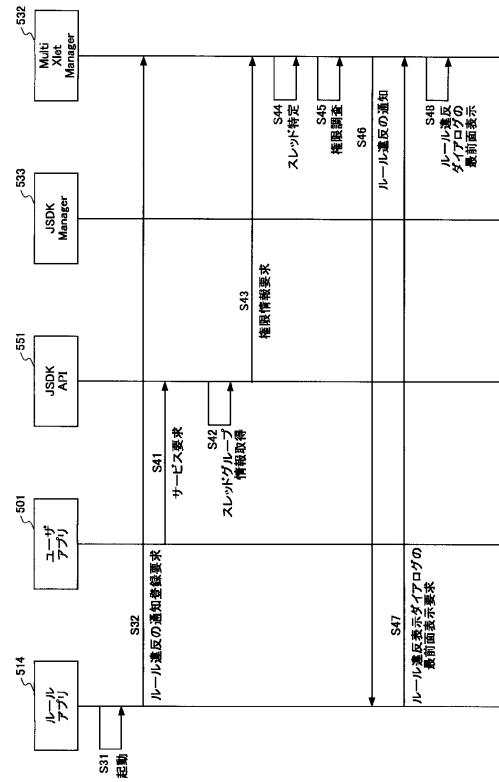 514
ルール
アプリ
501
ユーザ
アプリ
551
JSDK
API
533
JSDK
Manager
532
Multi
Xlet
Manager
S31
起動
S32
ルール違反の通知登録要求
S41
サービス要求
S42
スレッドグループ
情報取得
S43
権限情報要求
S44
スレッド特定
S45
権限調査
S46
ルール違反の通知
S47
ルール違反表示ダイアログの
最前面表示要求
S48
ルール違反
ダイアログの
最前面表示